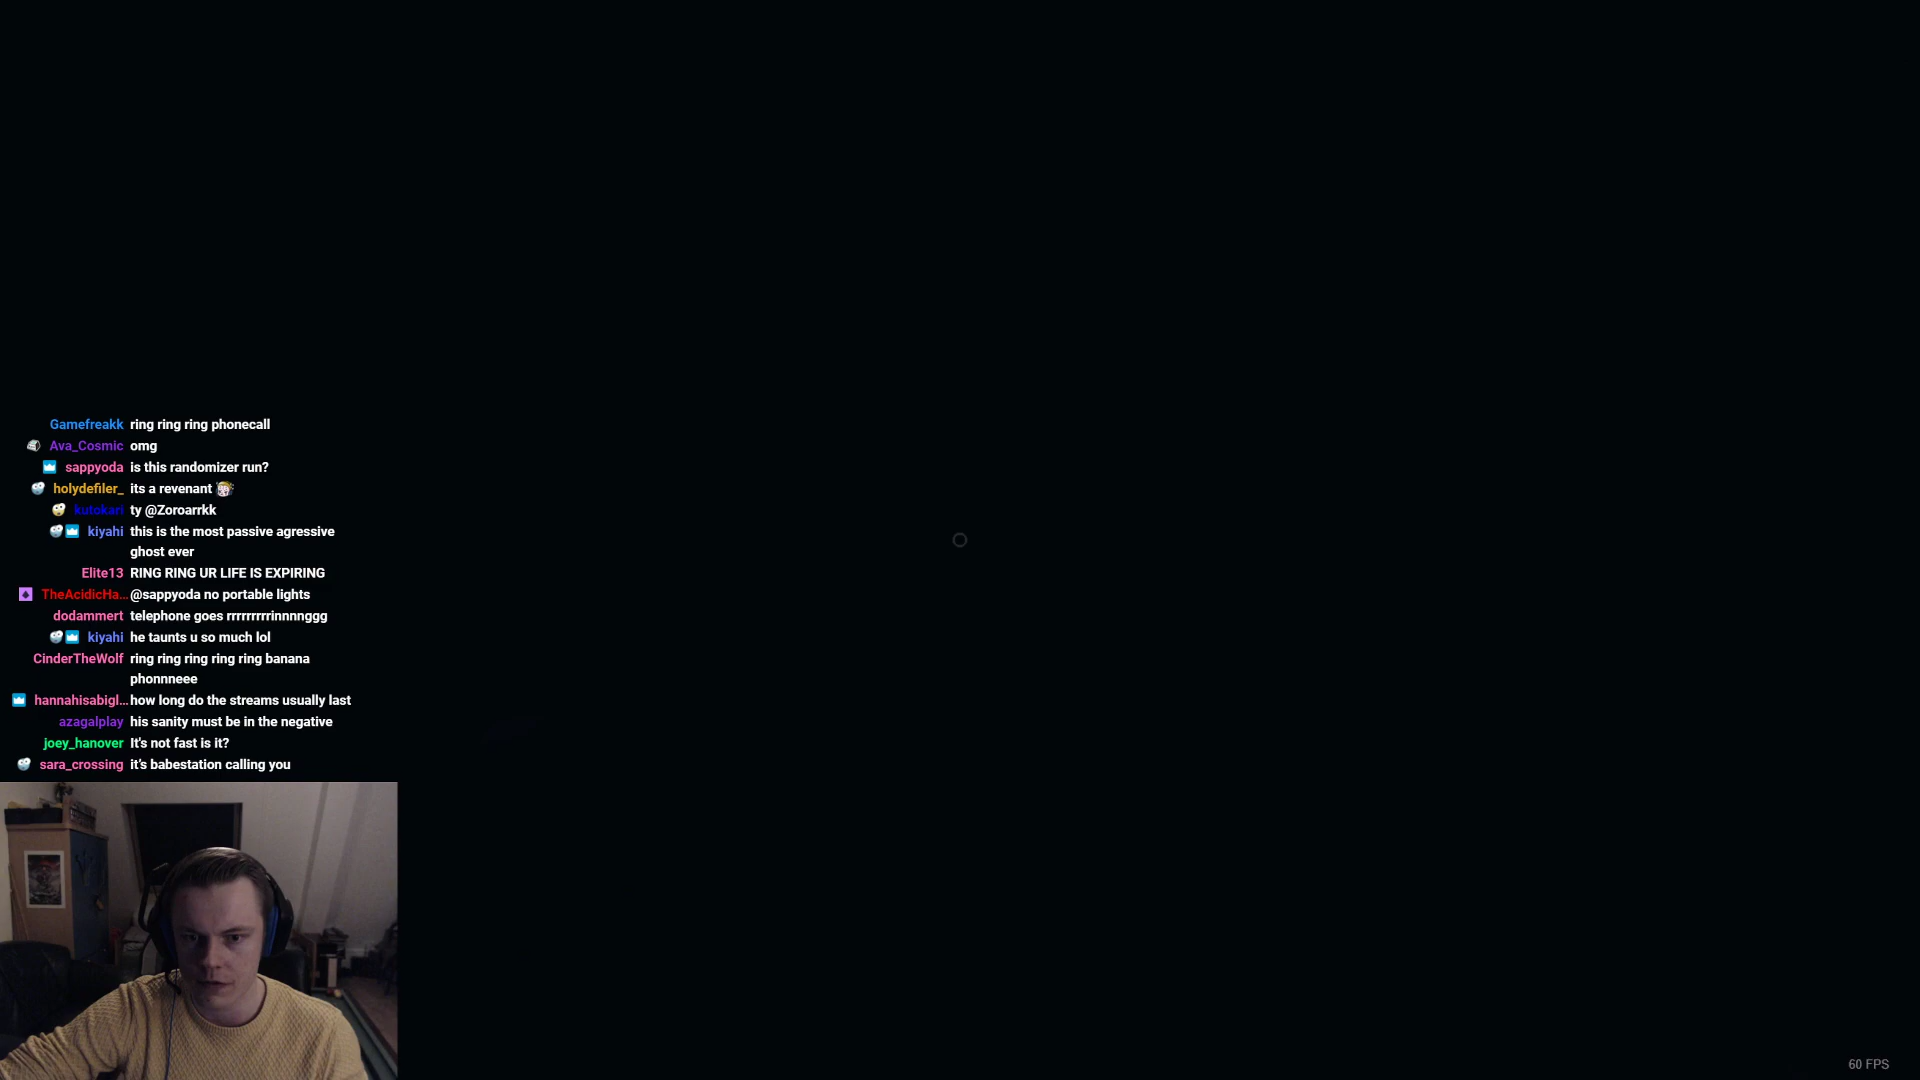 Gamefreakk ring ring ring phonecall
Ava_Cosmic omg
sappyoda is this randomizer run?
holydefiler_ its a revenant
kutokari ty @Zoroarrkk
kiyahi this is the most passive agressive
ghost ever
Elite13 RING RING UR LIFE IS EXPIRING
TheAcidicHa... @sappyoda no portable lights
dodammert telephone goes rrrrrrrrrinnnnggg
kiyahi he taunts u so much lol
CinderTheWolf ring ring ring ring ring banana
phonnneee
hannahisabigl... how long do the streams usually last
azagalplay his sanity must be in the negative
joey_hanover It's not fast is it?
sara_crossing it's babestation calling you
60 FPS